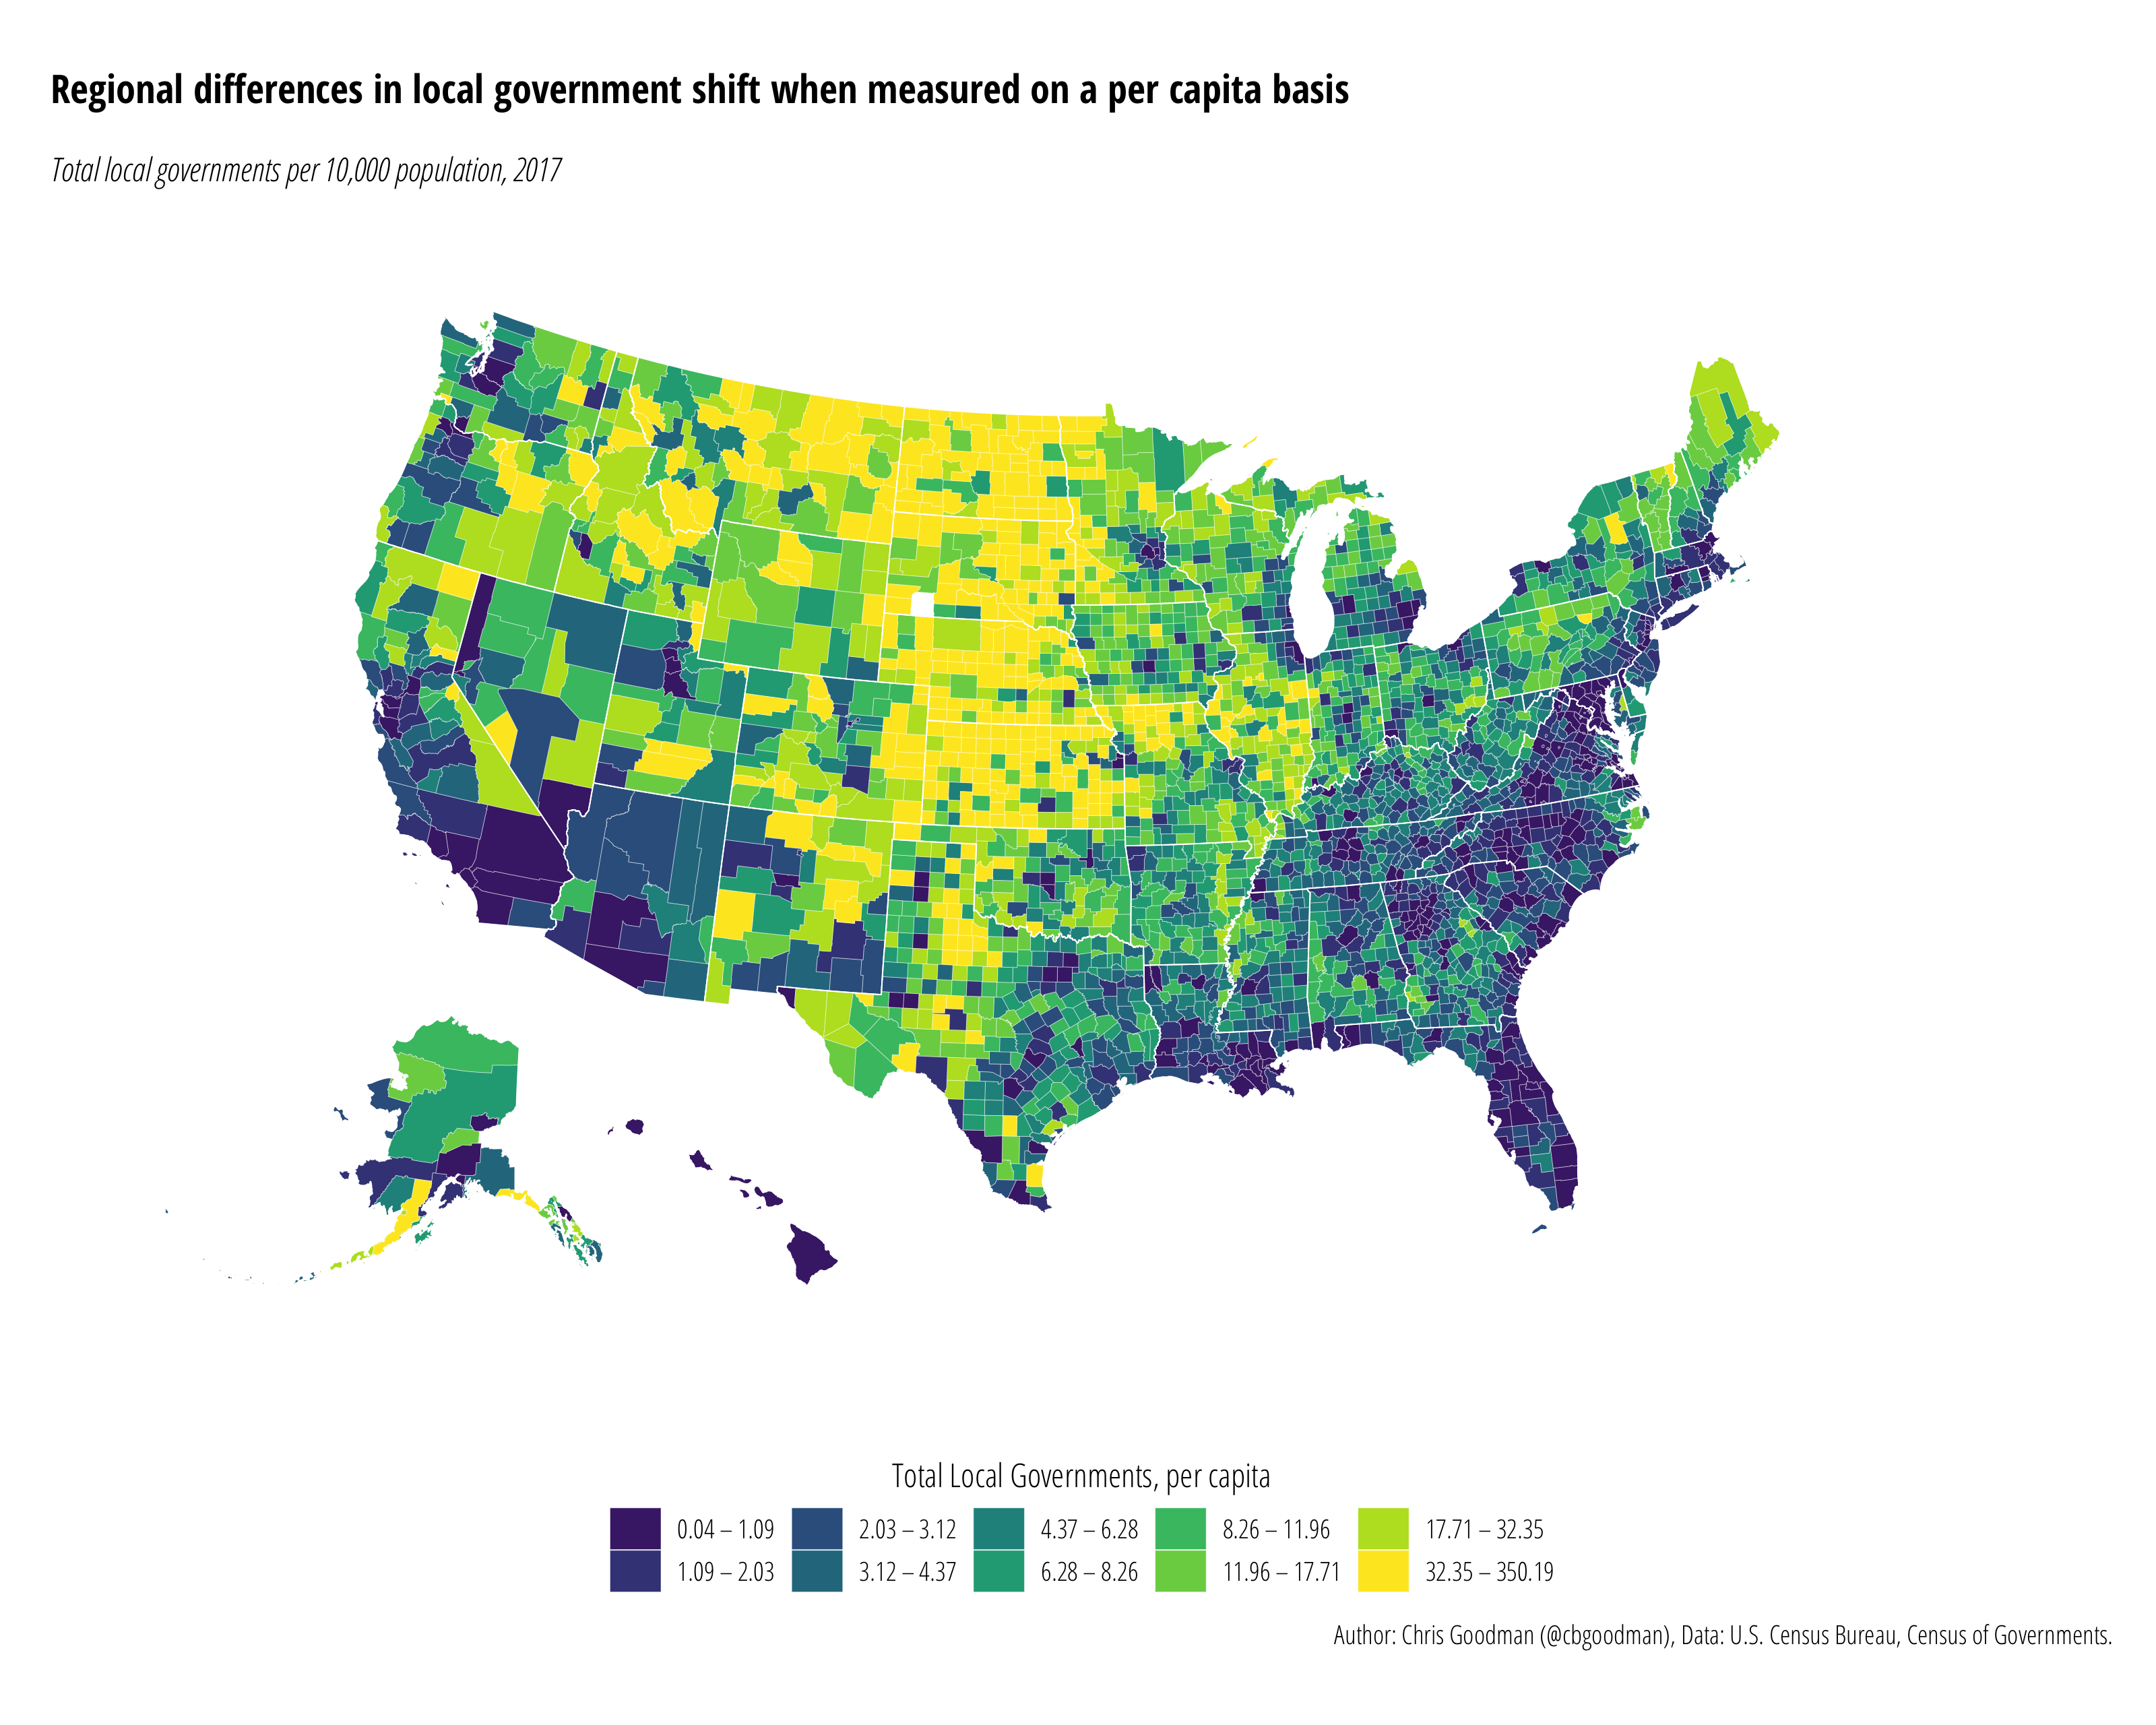 Regional differences in local government shift when measured on a per capita basis
Total local governments per 10,000 population, 2017
Total Local Governments, per capita
0.04 – 1.09
2.03 – 3.12
4.37 – 6.28
8.26 – 11.96
17.71 – 32.35
1.09 – 2.03
3.12 – 4.37
6.28 – 8.26
11.96 – 17.71
32.35 – 350.19
Author: Chris Goodman (@cbgoodman), Data: U.S. Census Bureau, Census of Governments.